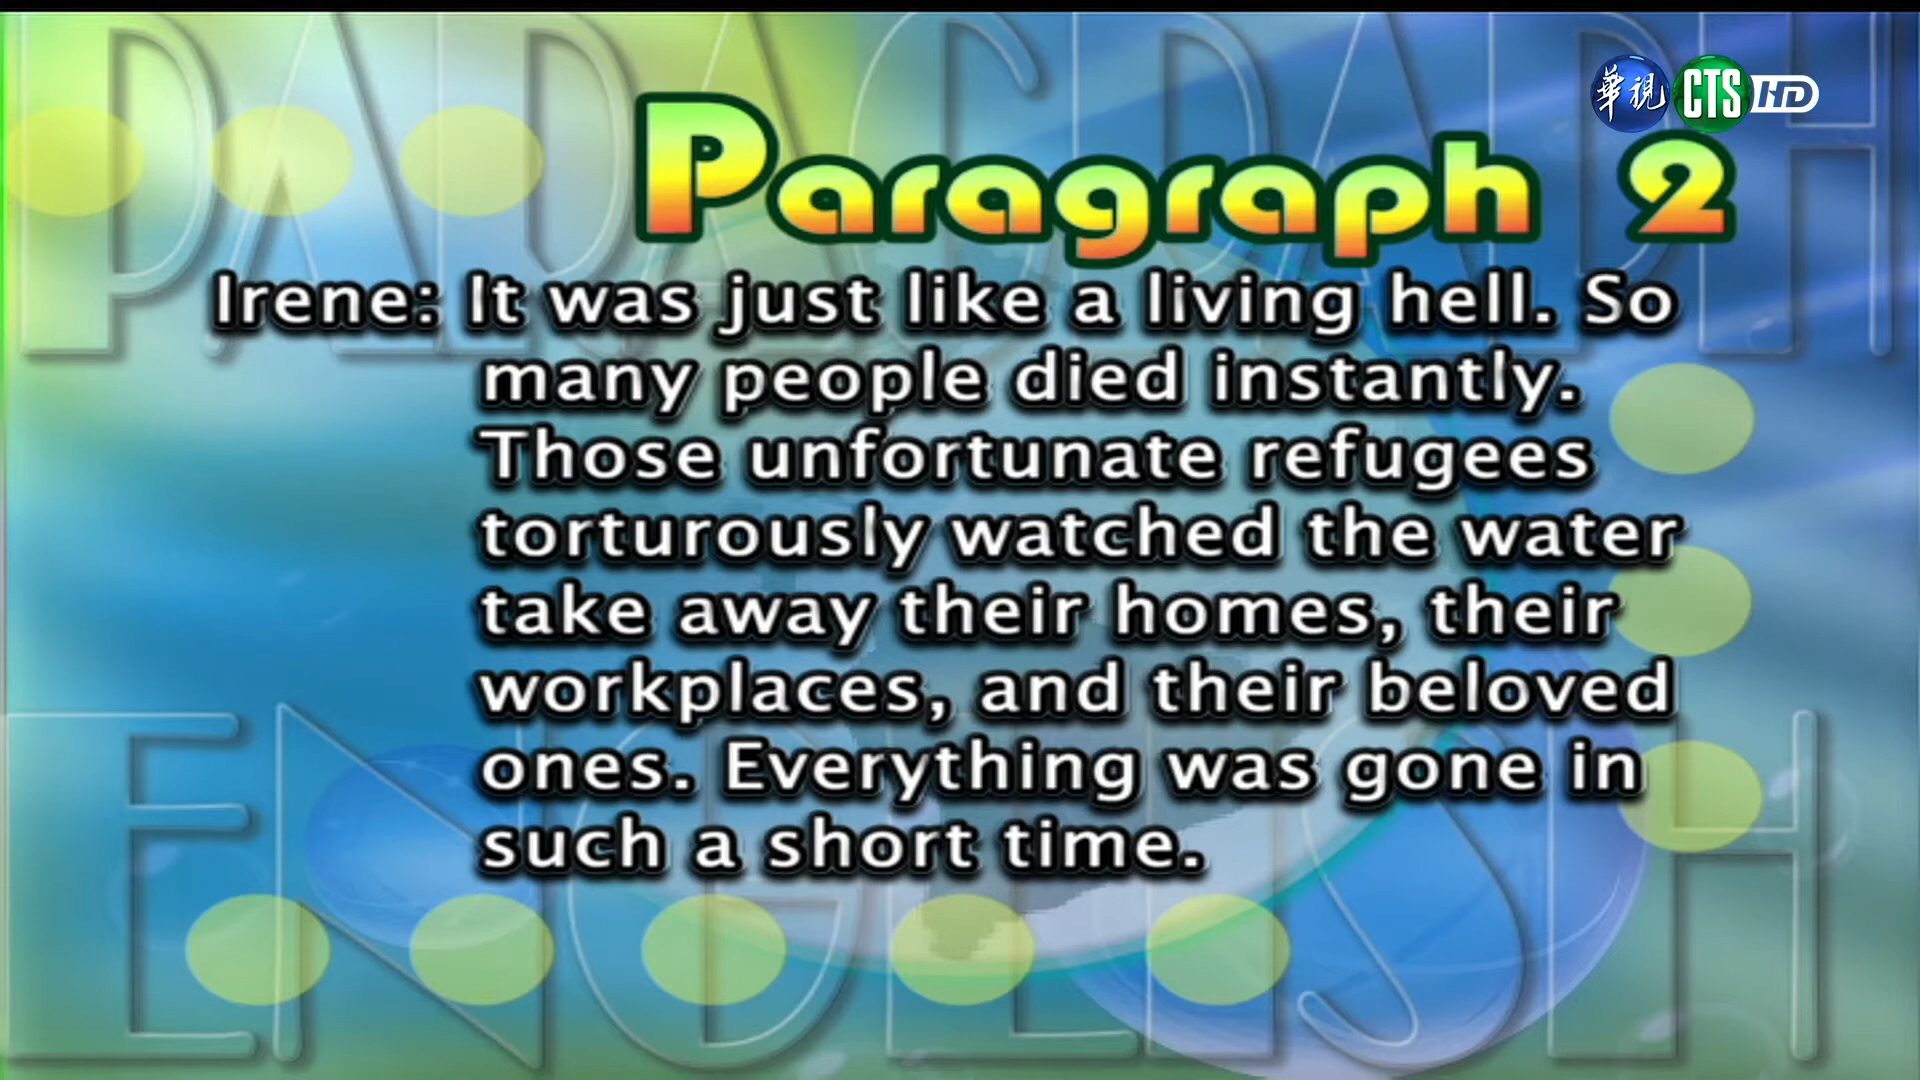 華視 CTS HD
Paragraph 2
Irene: It was just like a living hell. So
many people died instantly.
Those unfortunate refugees
torturously watched the water
take away their homes, their
workplaces, and their beloved
ones. Everything was gone in
such a short time.
PARAGRAPH
ENGLISH